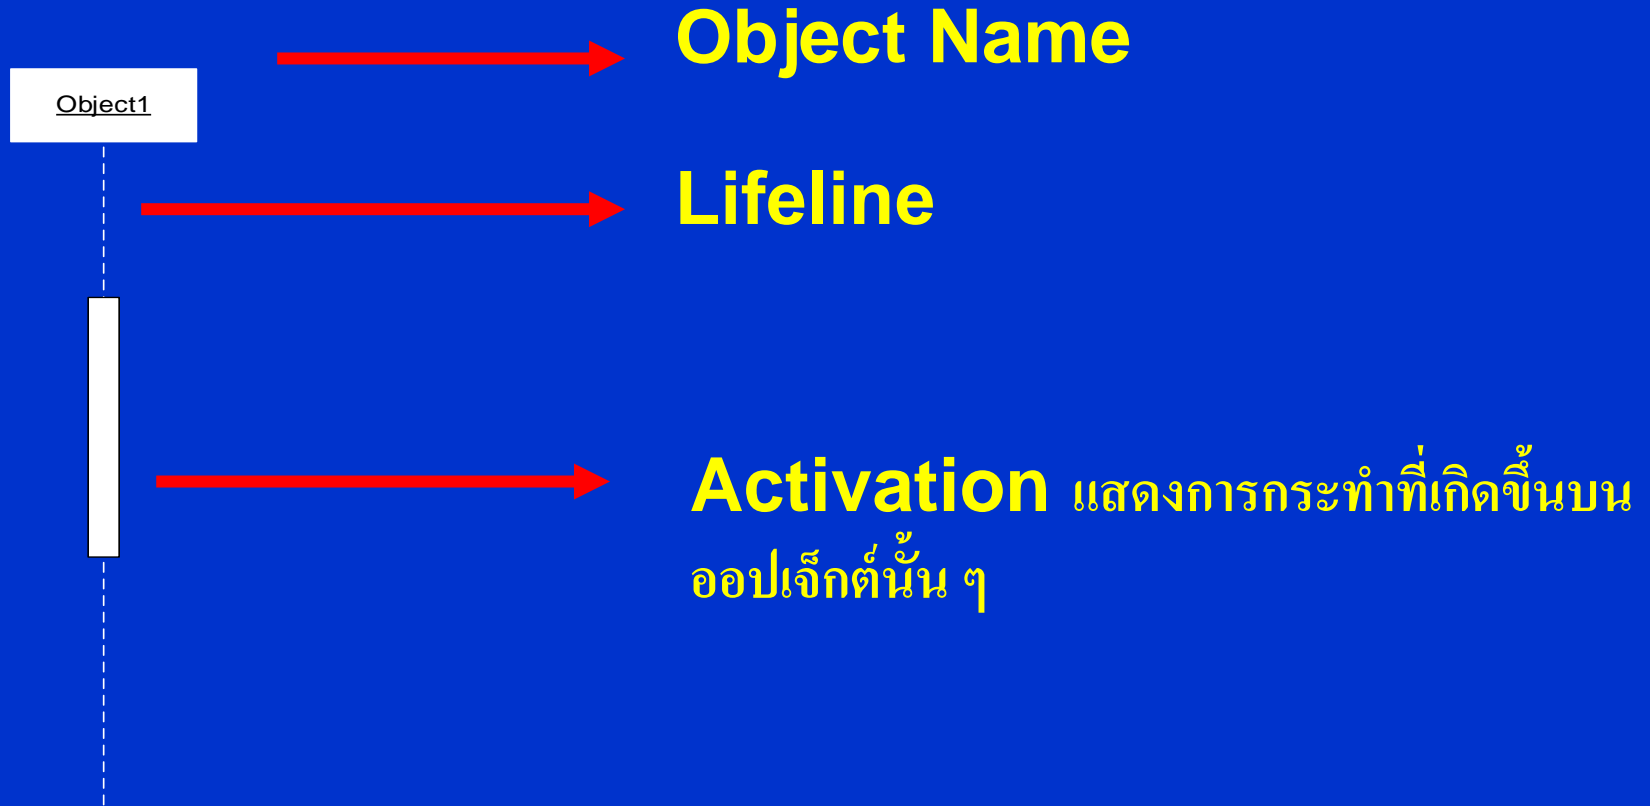 Object Name
Object1
Lifeline
Activation แสดงการกระทำที่เกิดขึ้นบน
ออปเจ็กต์นั้น ๆ